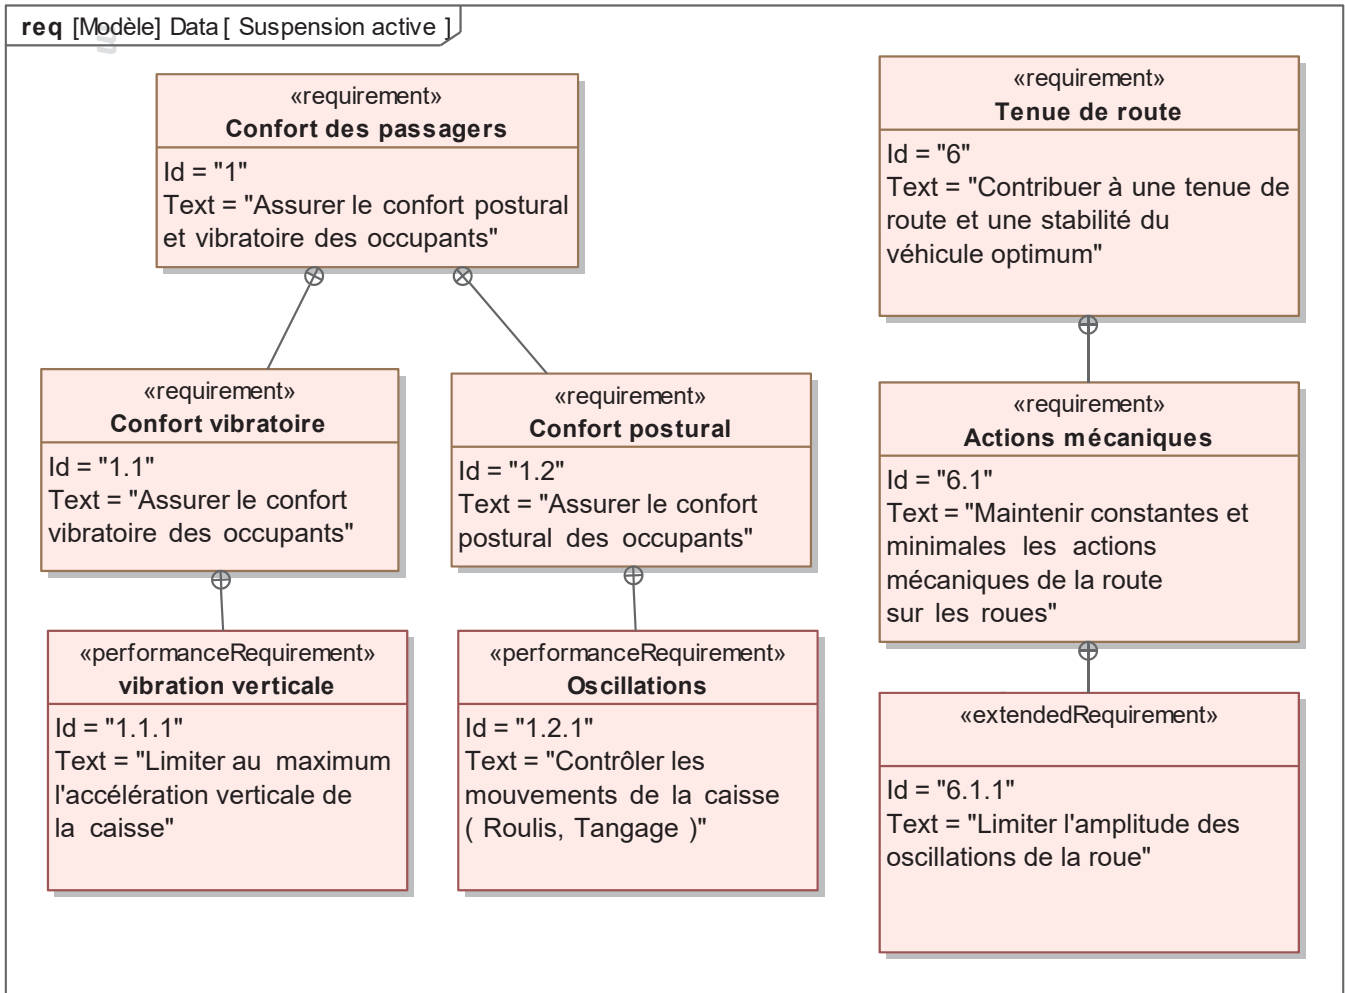 req [Modèle] Data [ Suspension active ]
«requirement»
Confort des passagers
Id = "1"
Text = "Assurer le confort postural
et vibratoire des occupants"
«requirement»
Tenue de route
Id = "6"
Text = "Contribuer à une tenue de
route et une stabilité du
véhicule optimum"
«requirement»
Confort vibratoire
Id = "1.1"
Text = "Assurer le confort
vibratoire des occupants"
«requirement»
Confort postural
Id = "1.2"
Text = "Assurer le confort
postural des occupants"
«requirement»
Actions mécaniques
Id = "6.1"
Text = "Maintenir constantes et
minimales les actions
mécaniques de la route
sur les roues"
«performanceRequirement»
vibration verticale
Id = "1.1.1"
Text = "Limiter au maximum
l'accélération verticale de
la caisse"
«performanceRequirement»
Oscillations
Id = "1.2.1"
Text = "Contrôler les
mouvements de la caisse
( Roulis, Tangage )"
«extendedRequirement»
Id = "6.1.1"
Text = "Limiter l'amplitude des
oscillations de la roue"